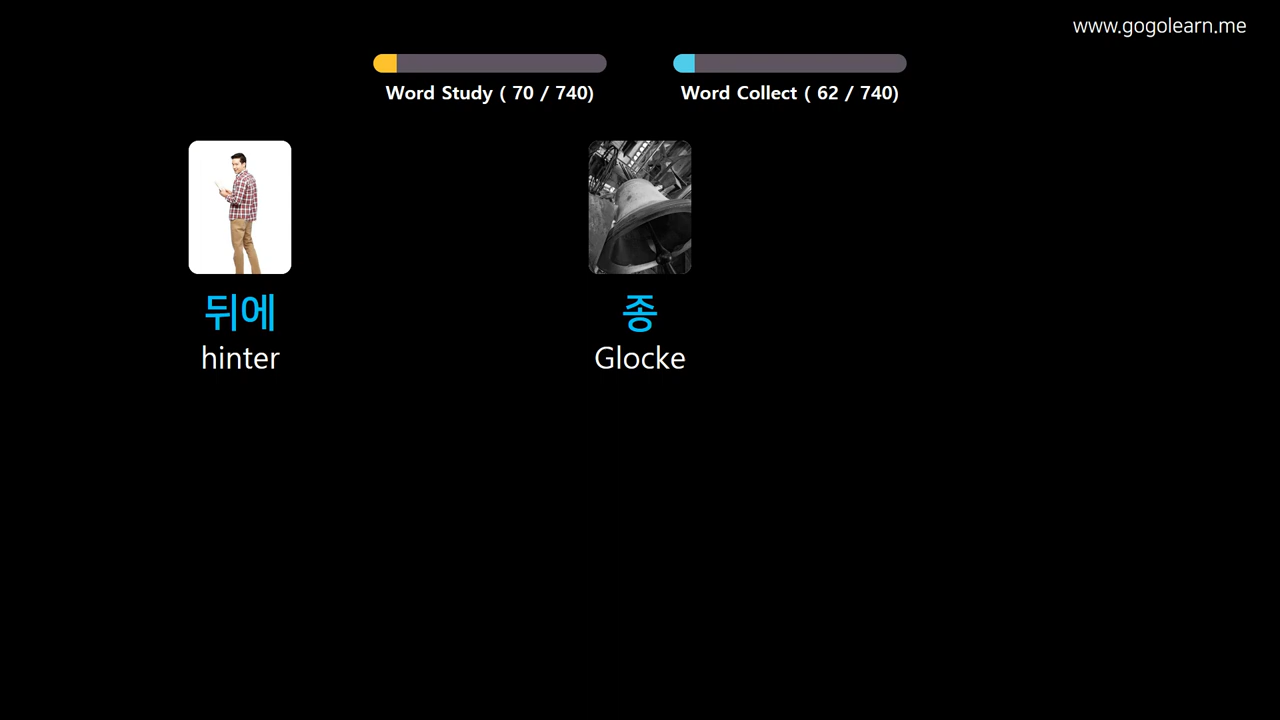 www.gogolearn.me
Word Study ( 70 / 740)
Word Collect ( 62 / 740)
뒤에
hinter
종
Glocke